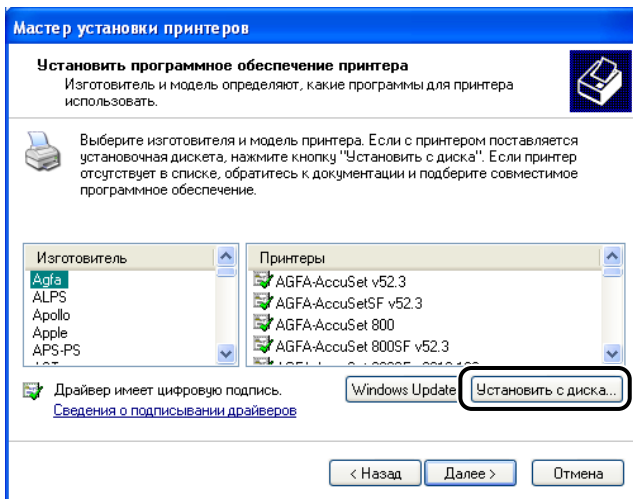 Мастер установки принтеров
Установить программное обеспечение принтера
Изготовитель и модель определяют, какие программы для принтера
использовать.
Выберите изготовителя и модель принтера. Если с принтером поставляется
установочная дискета, нажмите кнопку "Установить с диска". Если принтер
отсутствует в списке, обратитесь к документации и подберите совместимое
программное обеспечение.
Изготовитель
Agfa
ALPS
Apollo
Apple
APS-PS
Принтеры
AGFA-AccuSet v52.3
AGFA-AccuSetSF v52.3
AGFA-AccuSet 800
AGFA-AccuSet 800SF v52.3
Драйвер имеет цифровую подпись.
Сведения о подписывании драйверов
Windows Update
Установить с диска...
< Назад
Далее >
Отмена